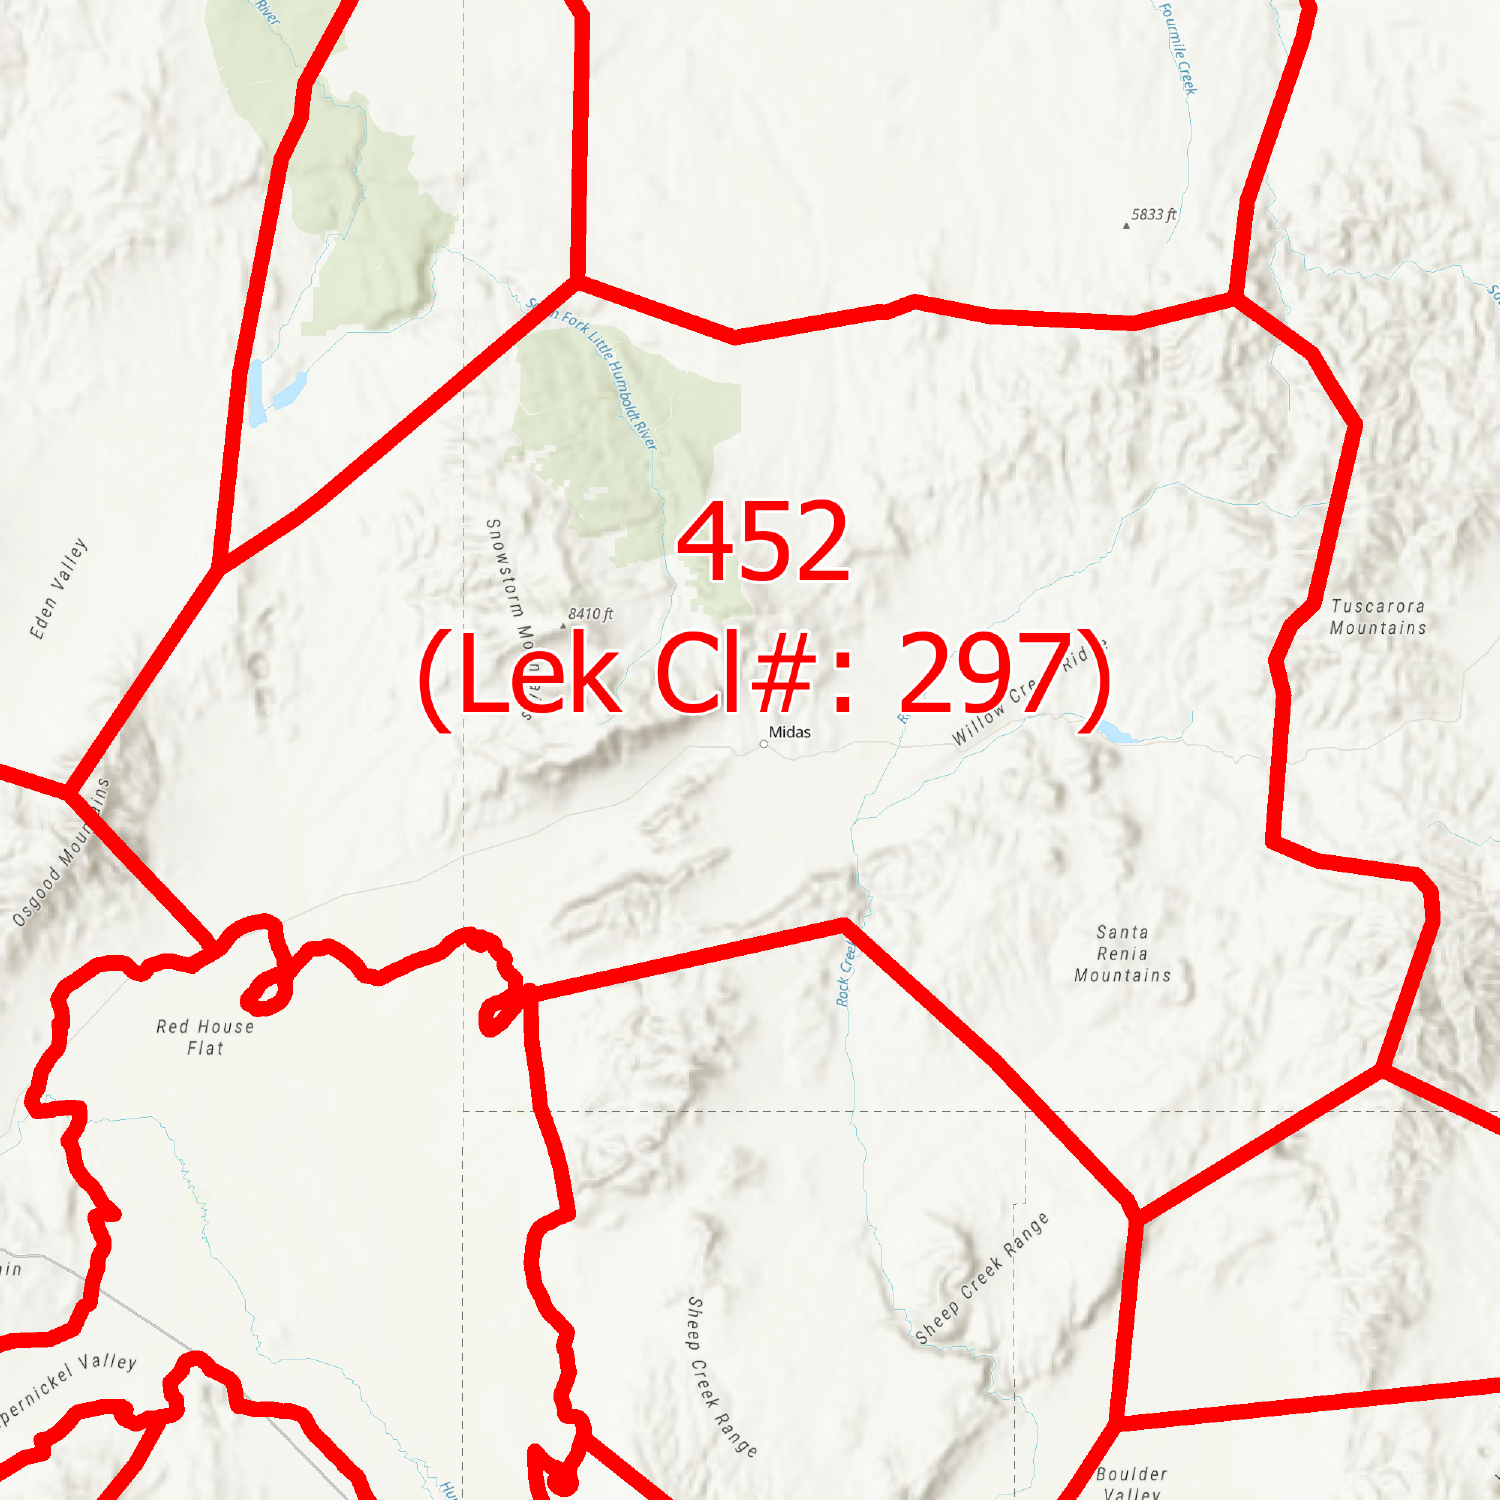 River
Fourmile Creek
5833 ft
South Fork Little Humboldt River
452
Eden Valley
Snowstorm Mountains
8410 ft
Tuscarora
Mountains
(Lek Cl#: 297)
Willow Creek Ridge
Midas
Osgood Mountains
Santa
Renia
Mountains
Rock Creek
Red House
Flat
Sheep Creek Range
Sheep Creek Range
Boulder
Valley